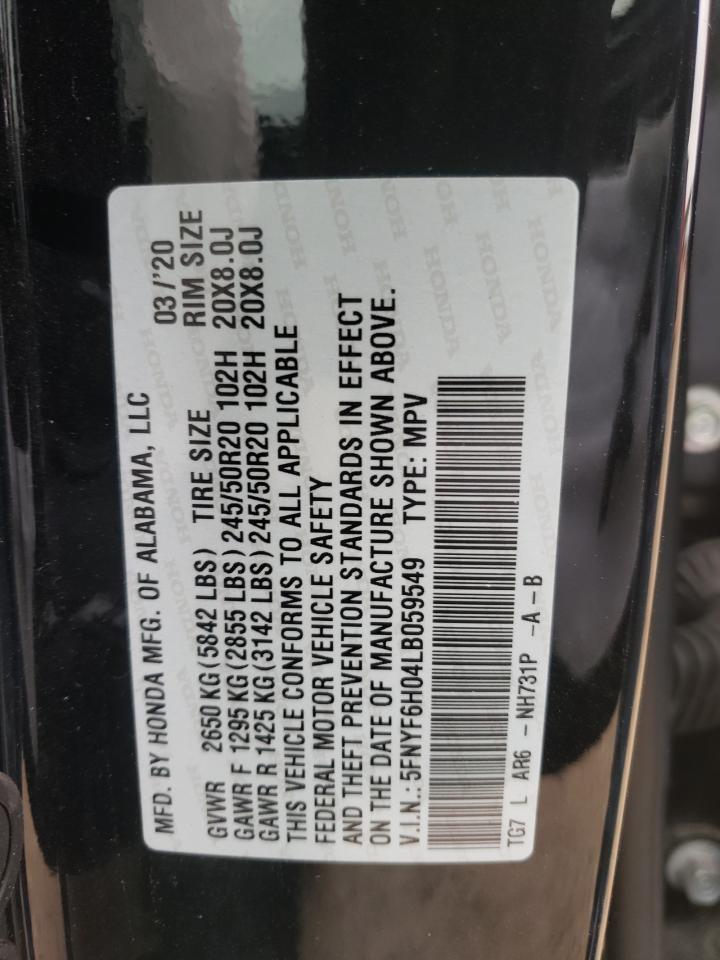 MFD. BY HONDA MFG. OF ALABAMA, LLC 03/'20
GVWR 2650 KG (5842 LBS) TIRE SIZE RIM SIZE
GAWR F 1295 KG (2855 LBS) 245/50R20 102H 20X8.0J
GAWR R 1425 KG (3142 LBS) 245/50R20 102H 20X8.0J
THIS VEHICLE CONFORMS TO ALL APPLICABLE
FEDERAL MOTOR VEHICLE SAFETY
AND THEFT PREVENTION STANDARDS IN EFFECT
ON THE DATE OF MANUFACTURE SHOWN ABOVE.
V.I.N.: 5FNYF6H04LB059549 TYPE: MPV
TG7 L AR6 - NH731P -A -B